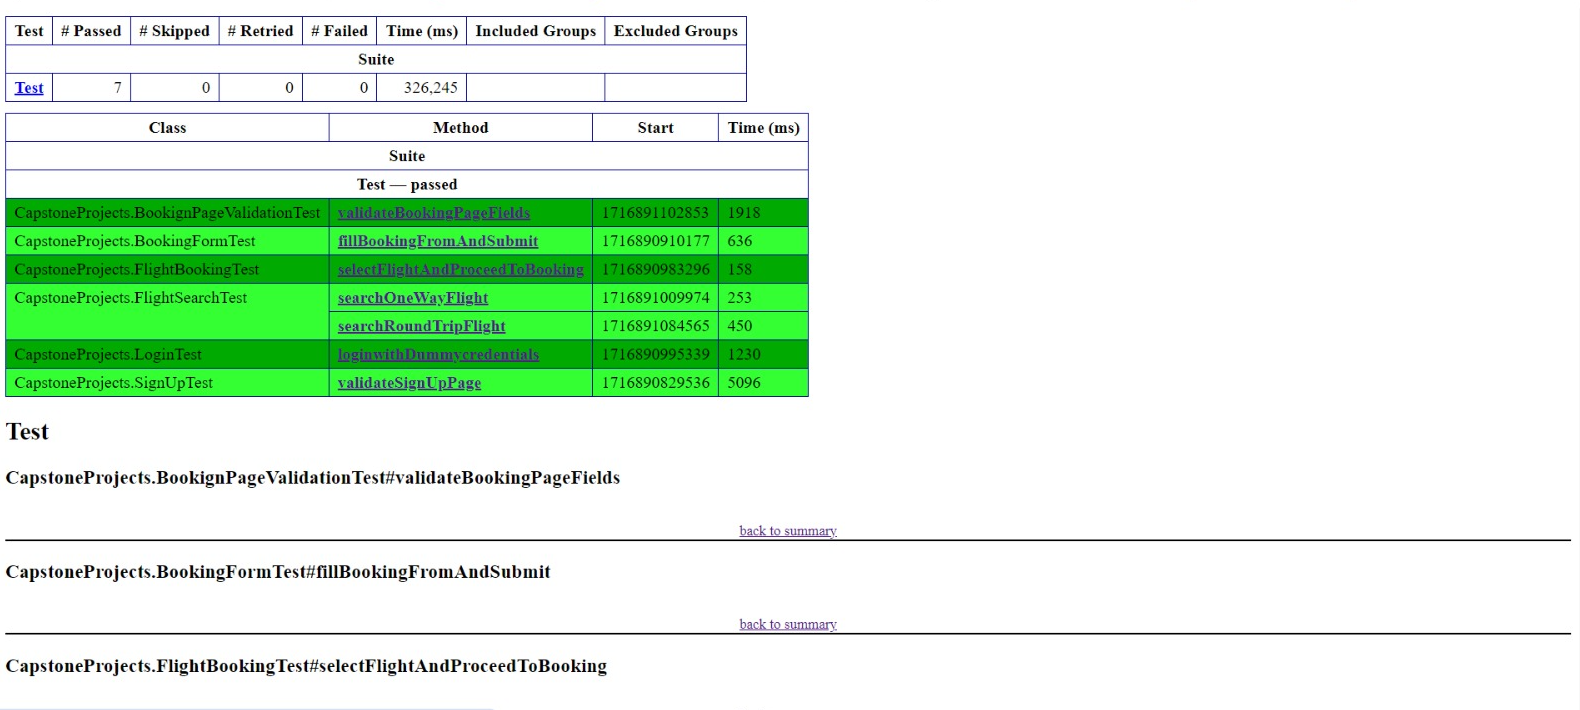 Test # Passed # Skipped # Retried # Failed Time (ms) Included Groups Excluded Groups
Suite
Test 7 0 0 0 326,245
Class Method Start Time (ms)
Suite
Test — passed
CapstoneProjects.BookignPageValidationTest validateBookingPageFields 1716891102853 1918
CapstoneProjects.BookingFormTest fillBookingFromAndSubmit 1716890910177 636
CapstoneProjects.FlightBookingTest selectFlightAndProceedToBooking 1716890983296 158
CapstoneProjects.FlightSearchTest searchOneWayFlight 1716891009974 253
searchRoundTripFlight 1716891084565 450
CapstoneProjects.LoginTest loginwithDummycredentials 1716890995339 1230
CapstoneProjects.SignUpTest validateSignUpPage 1716890829536 5096
Test
CapstoneProjects.BookignPageValidationTest#validateBookingPageFields
back to summary
CapstoneProjects.BookingFormTest#fillBookingFromAndSubmit
back to summary
CapstoneProjects.FlightBookingTest#selectFlightAndProceedToBooking